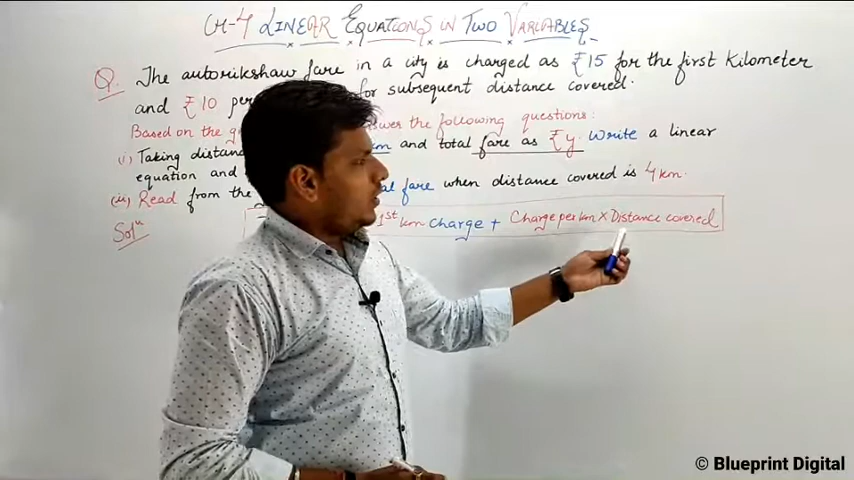 CH-4 LINEAR EQUATIONS IN TWO VARIABLES
Q. The autorikshaw fare in a city is charged as ₹15 for the first Kilometer
and ₹10 per for subsequent distance covered.
BASED ON the the following questions:-
(i) Taking distan km and total fare as ₹y. Write a linear
equation and
(ii) Read from the al fare when distance covered is 4km.
Solⁿ
1st km Charge + Charge per km × Distance covered
© Blueprint Digital